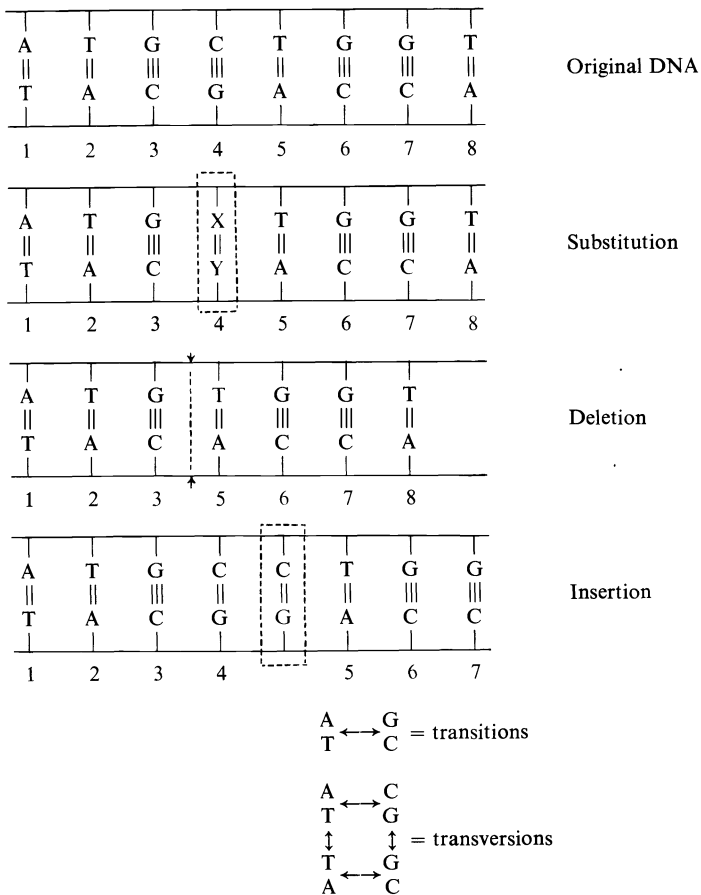 A T G C T G G T
Original DNA
T A C G A C C A
1 2 3 4 5 6 7 8
A T G X T G G T
Substitution
T A C Y A C C A
1 2 3 4 5 6 7 8
A T G T G G T
Deletion
T A C A C C A
1 2 3 5 6 7 8
A T G C C T G G
Insertion
T A C G G A C C
1 2 3 4 5 6 7
A G
= transitions
T C
A C
T G
= transversions
T G
A C